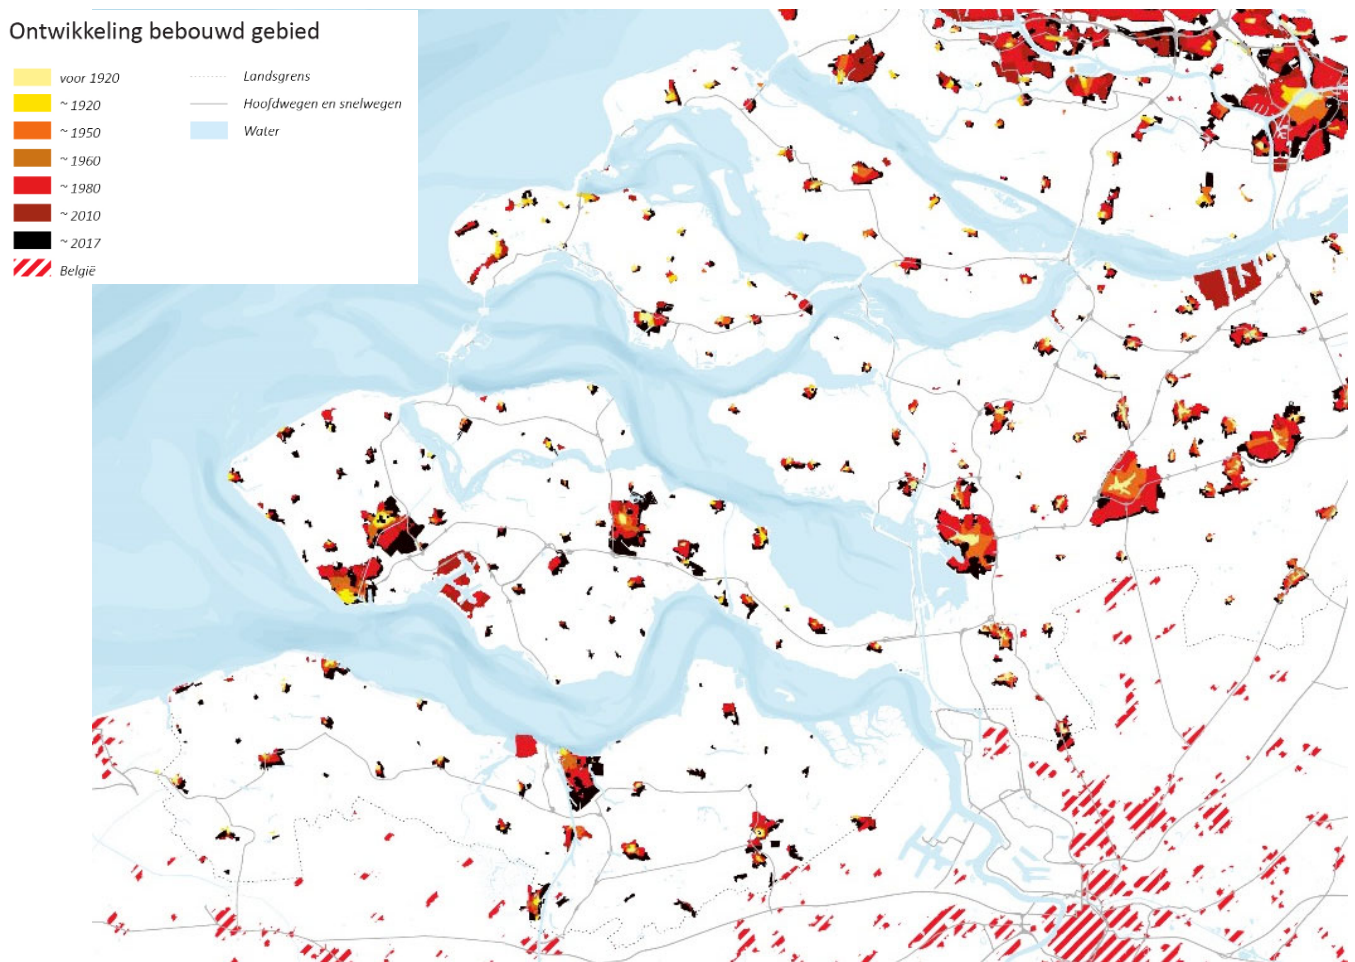 Ontwikkeling bebouwd gebied
voor 1920
~ 1920
~ 1950
~ 1960
~ 1980
~ 2010
~ 2017
België
Landsgrens
Hoofdwegen en snelwegen
Water